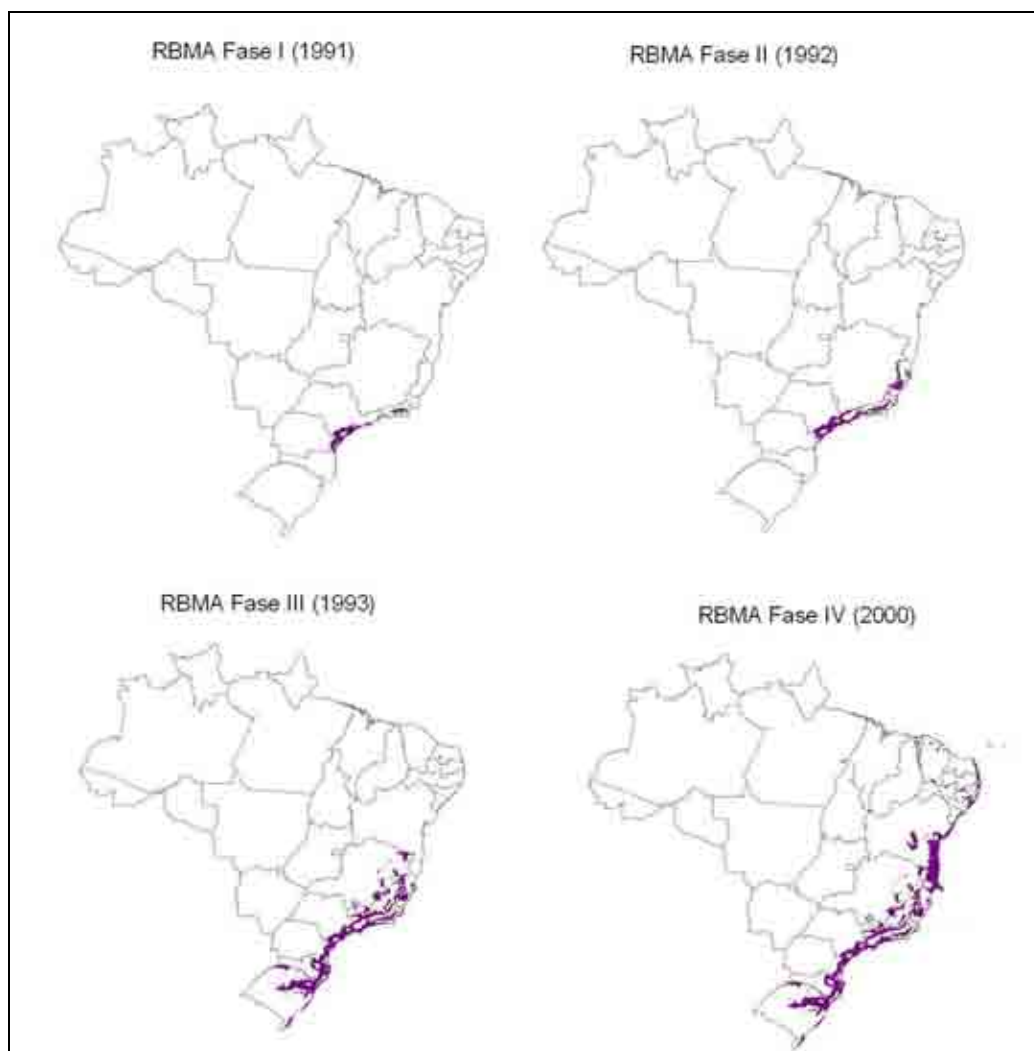 RBMA Fase I (1991)
RBMA Fase II (1992)
RBMA Fase III (1993)
RBMA Fase IV (2000)